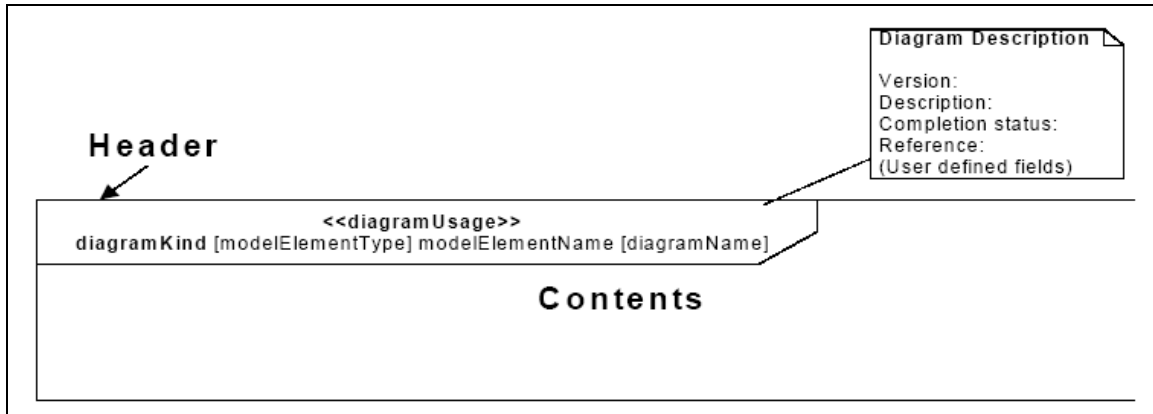 Diagram Description
Version:
Description:
Completion status:
Reference:
(User defined fields)
Header
<<diagramUsage>>
diagramKind [modelElementType] modelElementName [diagramName]
Contents